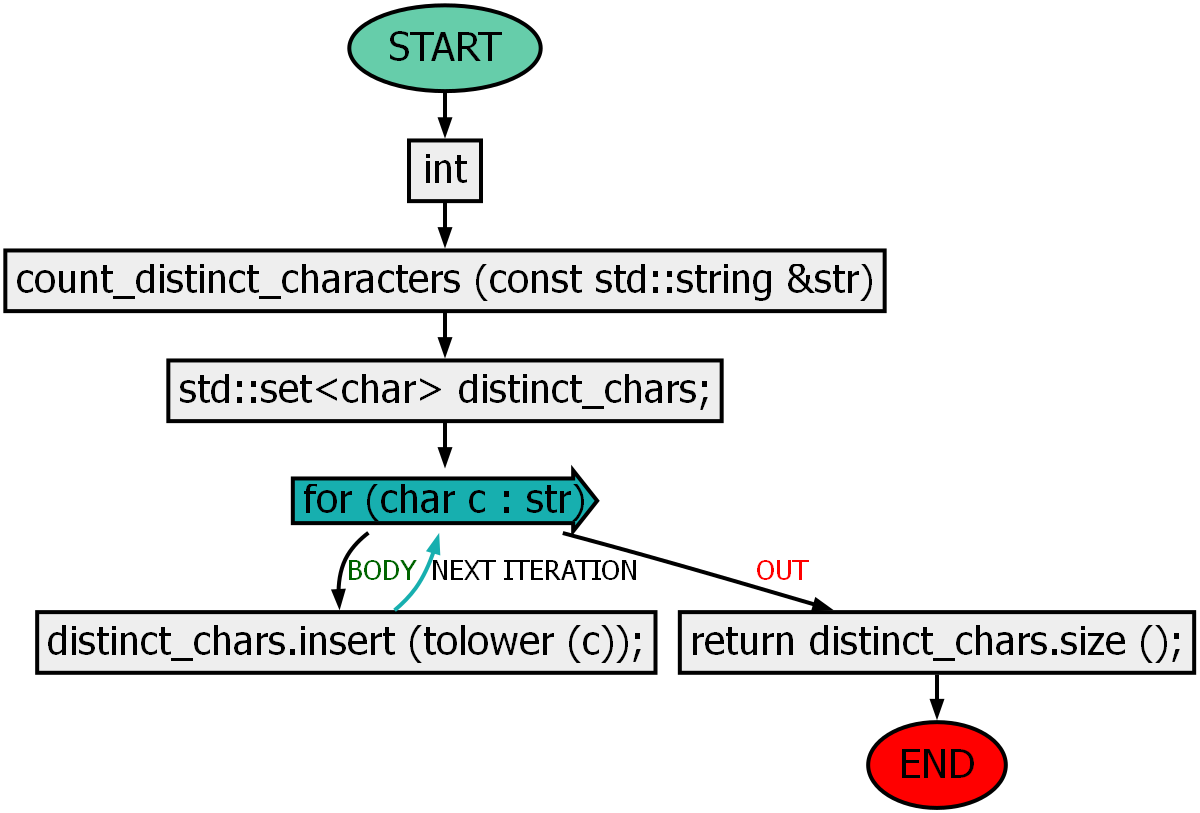 START
int
count_distinct_characters (const std::string &str)
std::set<char> distinct_chars;
for (char c : str)
BODY
NEXT ITERATION
OUT
distinct_chars.insert (tolower (c));
return distinct_chars.size ();
END